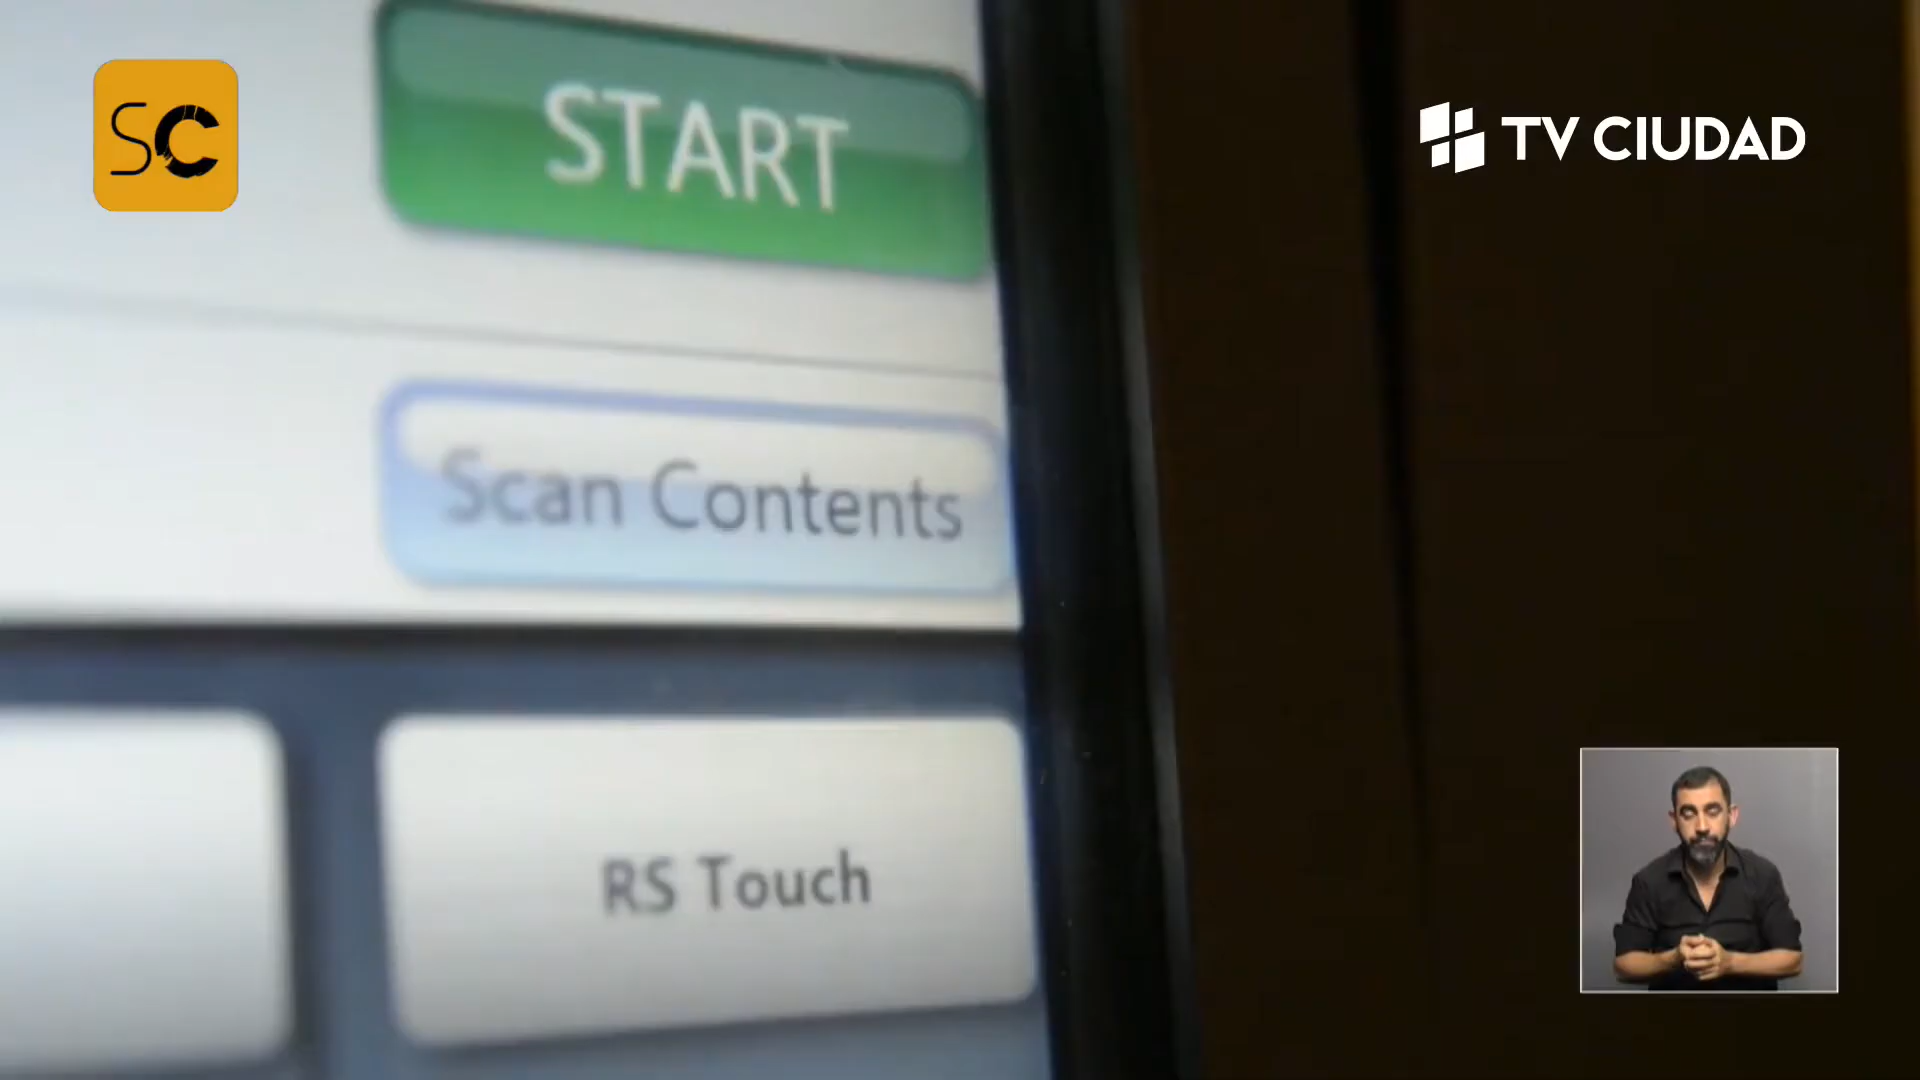 SC
TV CIUDAD
START
Scan Contents
RS Touch